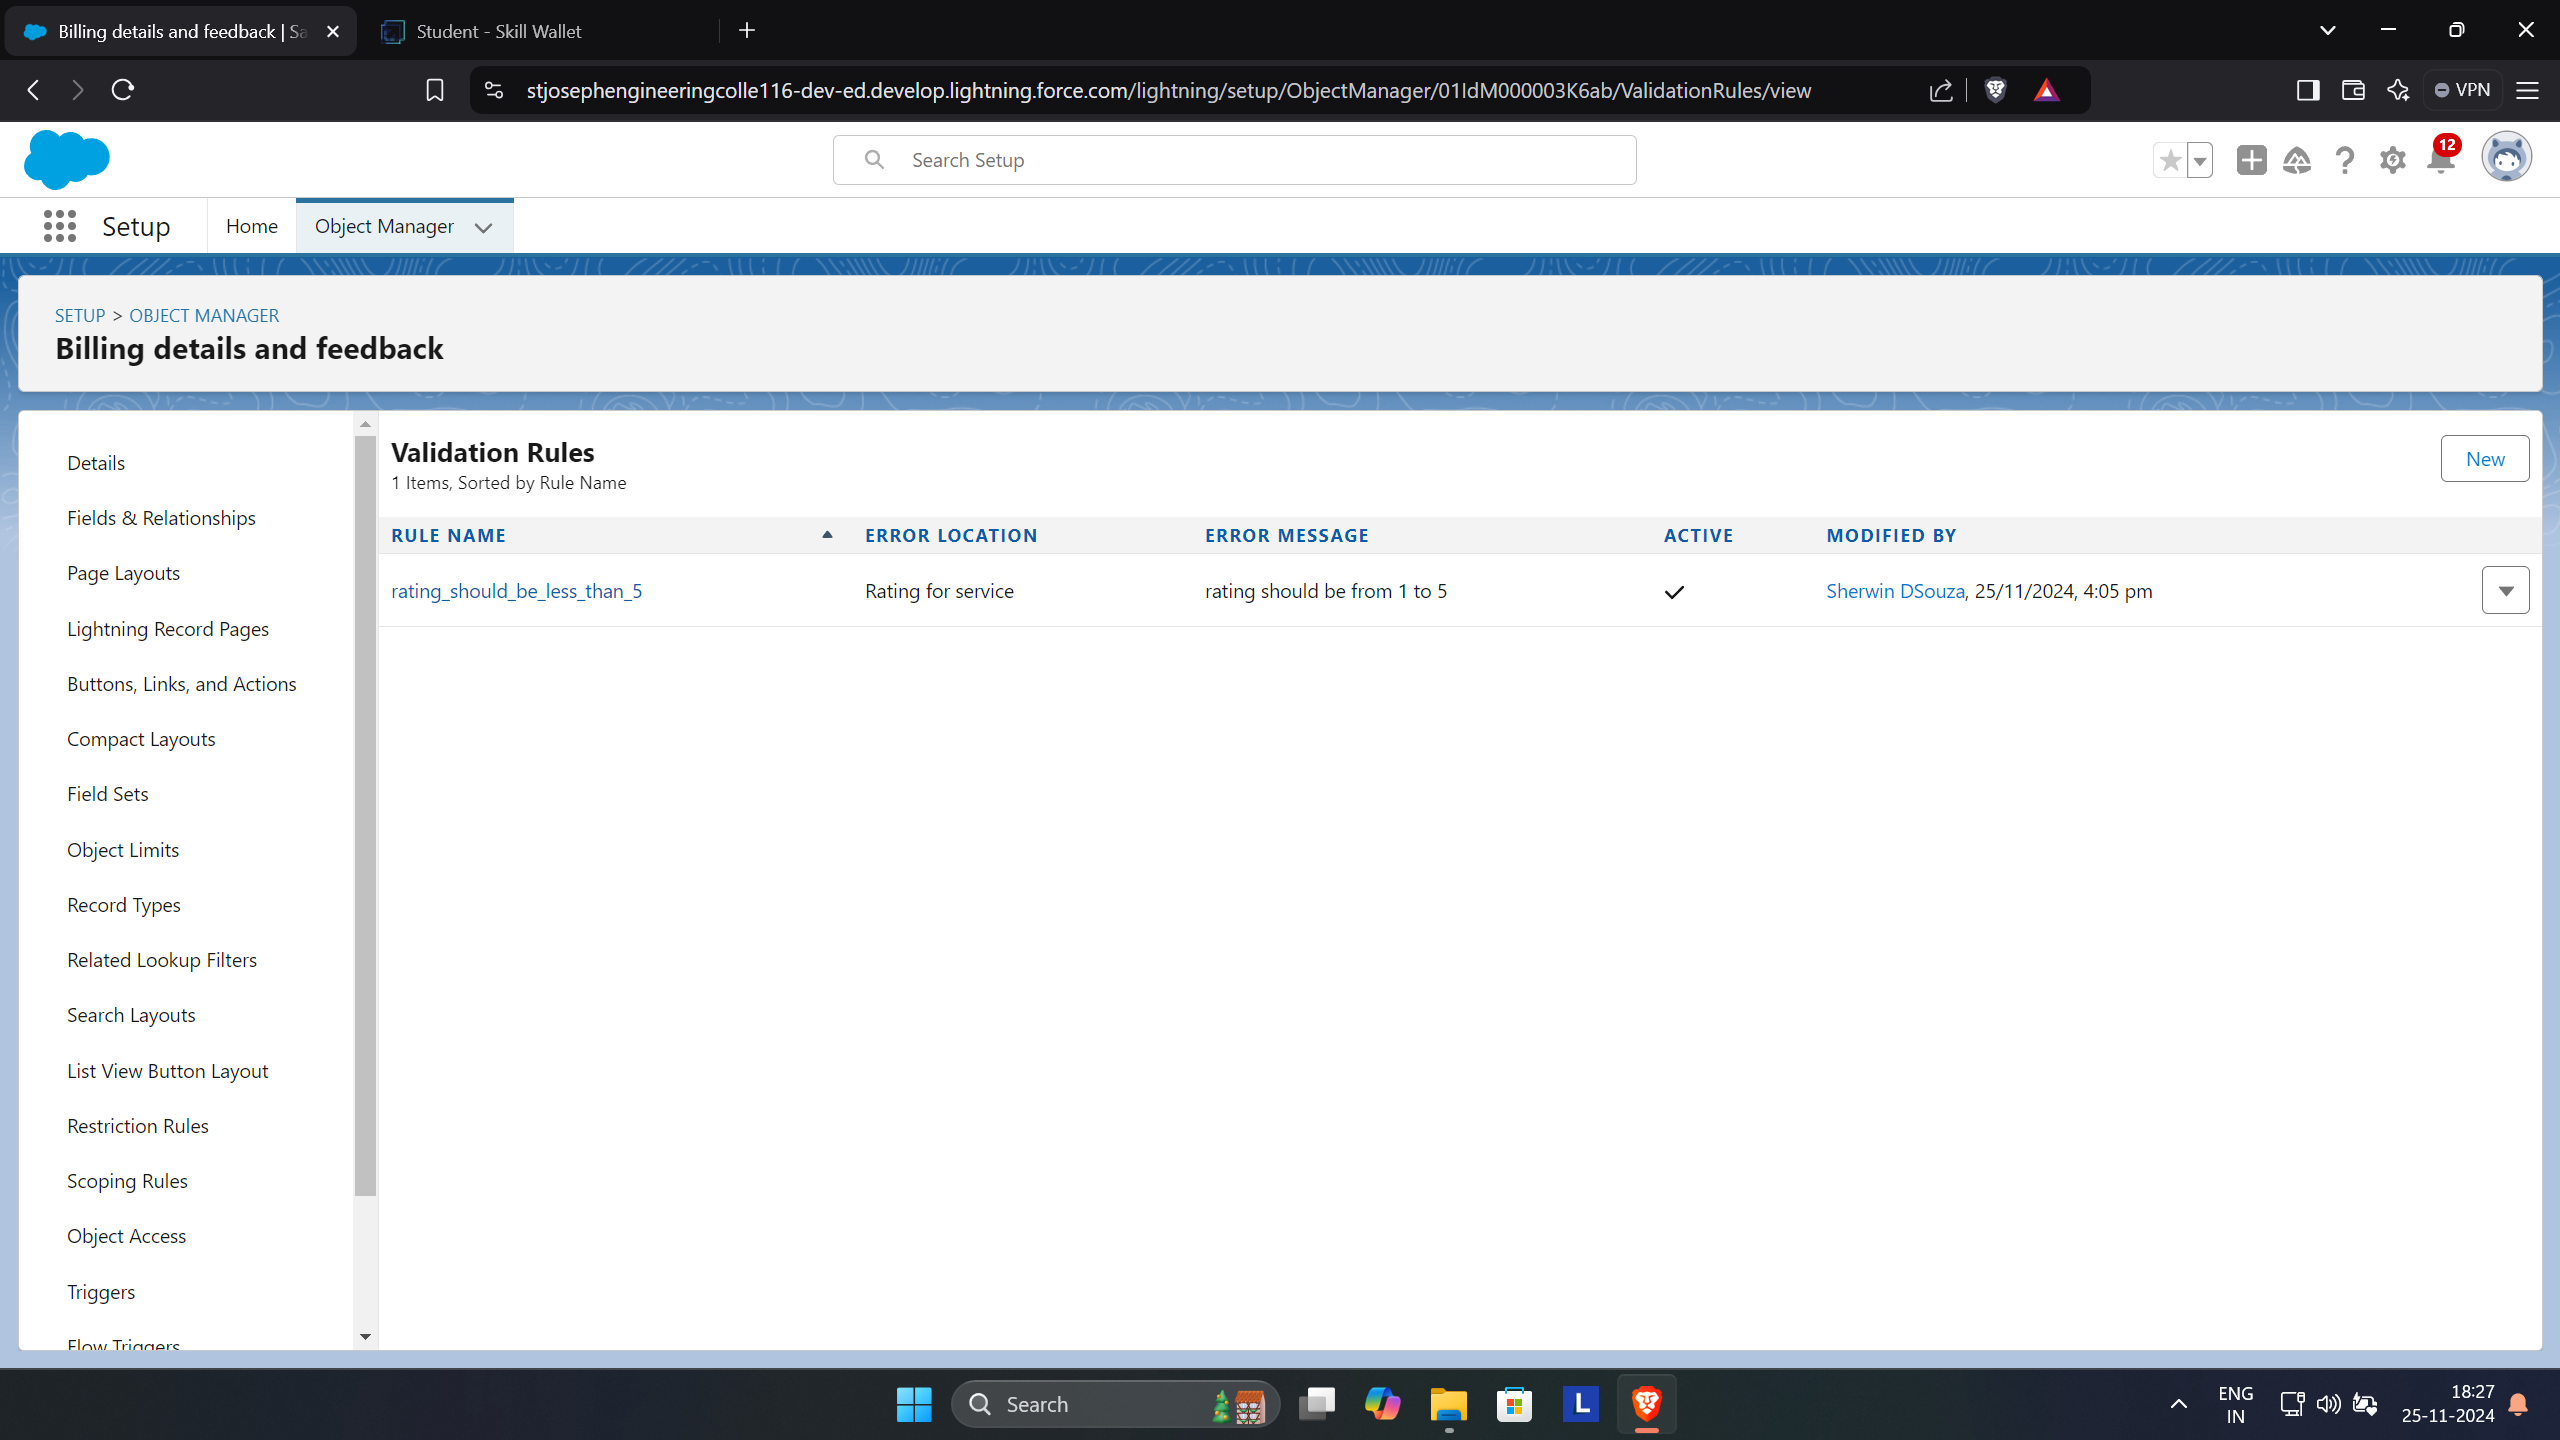 Billing details and feedback | Sa
Student - Skill Wallet
stjosephengineeringcolle116-dev-ed.develop.lightning.force.com/lightning/setup/ObjectManager/01IdM000003K6ab/ValidationRules/view
VPN
Search Setup
12
Setup
Home
Object Manager
SETUP > OBJECT MANAGER
Billing details and feedback
Details
Fields & Relationships
Page Layouts
Lightning Record Pages
Buttons, Links, and Actions
Compact Layouts
Field Sets
Object Limits
Record Types
Related Lookup Filters
Search Layouts
List View Button Layout
Restriction Rules
Scoping Rules
Object Access
Triggers
Flow Triggers
Validation Rules
1 Items, Sorted by Rule Name
New
RULE NAME ERROR LOCATION ERROR MESSAGE ACTIVE MODIFIED BY
rating_should_be_less_than_5 Rating for service rating should be from 1 to 5 Sherwin DSouza, 25/11/2024, 4:05 pm
Search
L
ENG
IN
18:27
25-11-2024